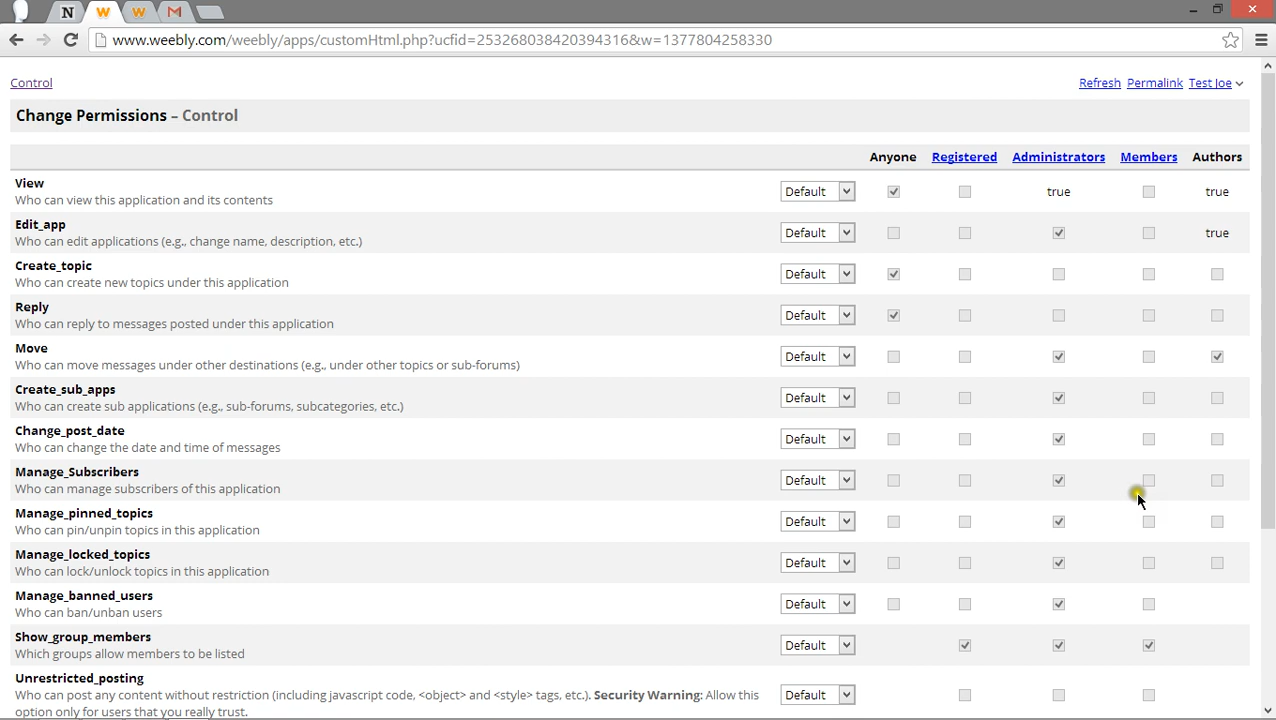 www.weebly.com/weebly/apps/customHtml.php?ucfid=253268038420394316&w=1377804258330
Control
Refresh Permalink Test Joe
Change Permissions – Control
Anyone Registered Administrators Members Authors
View
Default true true
Who can view this application and its contents
Edit_app
Default true
Who can edit applications (e.g., change name, description, etc.)
Create_topic
Default
Who can create new topics under this application
Reply
Default
Who can reply to messages posted under this application
Move
Default
Who can move messages under other destinations (e.g., under other topics or sub-forums)
Create_sub_apps
Default
Who can create sub applications (e.g., sub-forums, subcategories, etc.)
Change_post_date
Default
Who can change the date and time of messages
Manage_Subscribers
Default
Who can manage subscribers of this application
Manage_pinned_topics
Default
Who can pin/unpin topics in this application
Manage_locked_topics
Default
Who can lock/unlock topics in this application
Manage_banned_users
Default
Who can ban/unban users
Show_group_members
Default
Which groups allow members to be listed
Unrestricted_posting
Default
Who can post any content without restriction (including javascript code, <object> and <style> tags, etc.). Security Warning: Allow this
option only for users that you really trust.